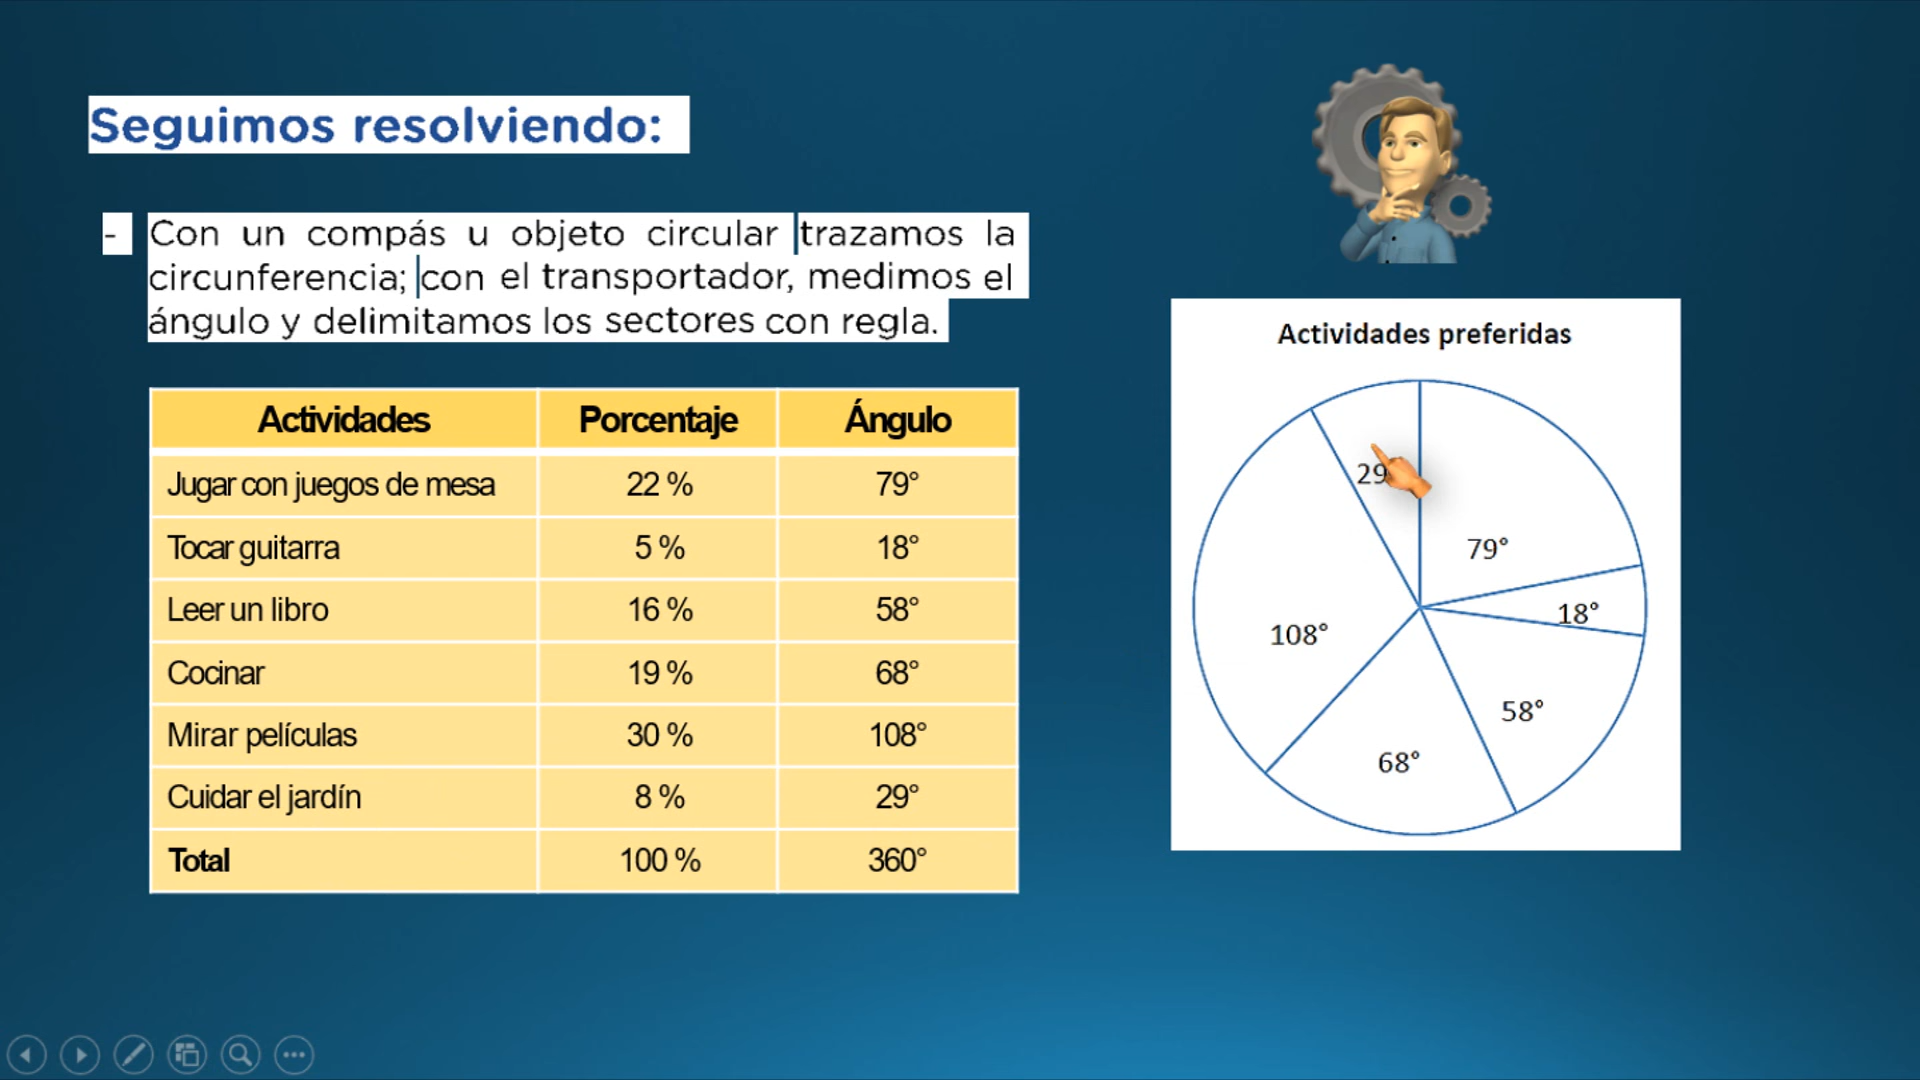 Seguimos resolviendo:
- Con un compás u objeto circular trazamos la
circunferencia; con el transportador, medimos el
ángulo y delimitamos los sectores con regla.
Actividades Porcentaje Ángulo
Jugar con juegos de mesa 22 % 79°
Tocar guitarra 5 % 18°
Leer un libro 16 % 58°
Cocinar 19 % 68°
Mirar películas 30 % 108°
Cuidar el jardín 8 % 29°
Total 100 % 360°
Actividades preferidas
29
79°
18°
108°
58°
68°